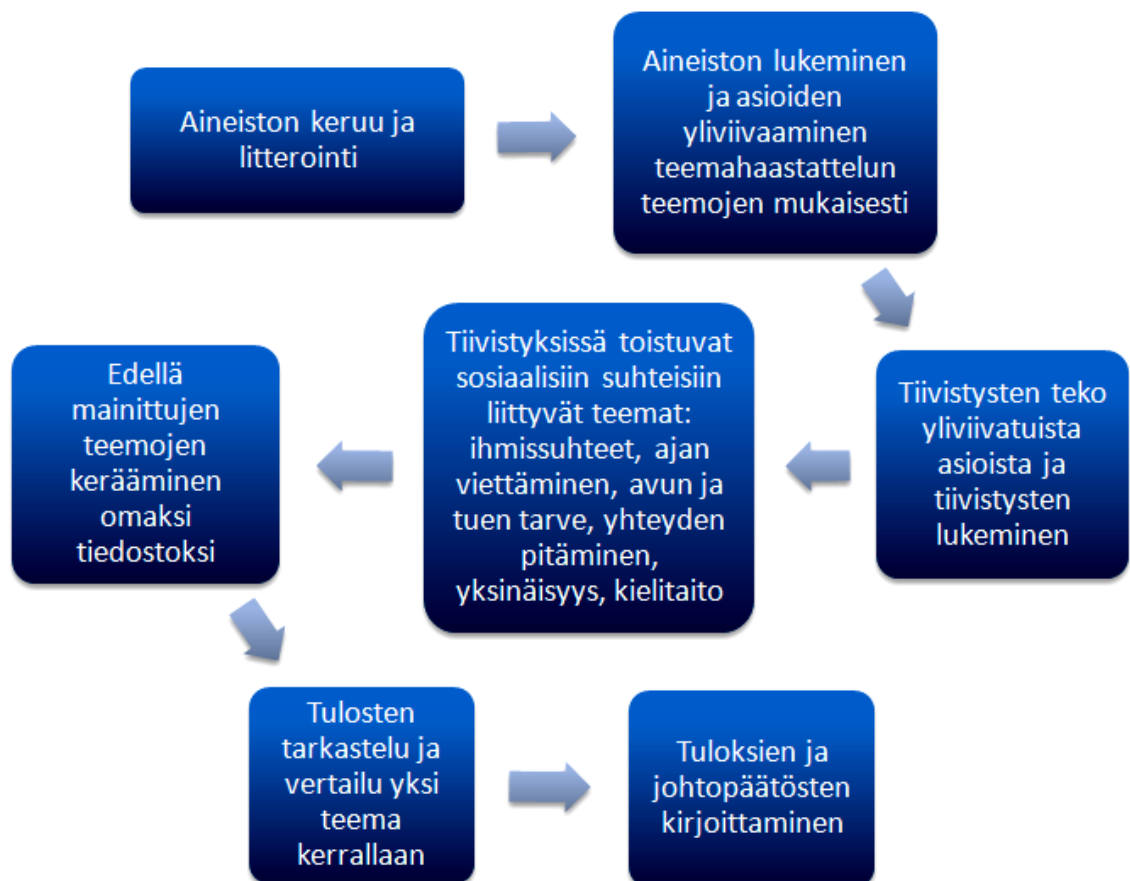 Aineiston keruu ja
litterointi
Aineiston lukeminen
ja asioiden
yliviivaaminen
teemahaastattelun
teemojen mukaisesti
Tiivistysten teko
yliviivatuista
asioista ja
tiivistysten
lukeminen
Tiivistyksissä toistuvat
sosiaalisiin suhteisiin
liittyvät teemat:
ihmissuhteet, ajan
viettäminen, avun ja
tuen tarve, yhteyden
pitäminen,
yksinäisyys, kielitaito
Edellä
mainittujen
teemojen
kerääminen
omaksi
tiedostoksi
Tulosten
tarkastelu ja
vertailu yksi
teema
kerrallaan
Tuloksien ja
johtopäätösten
kirjoittaminen